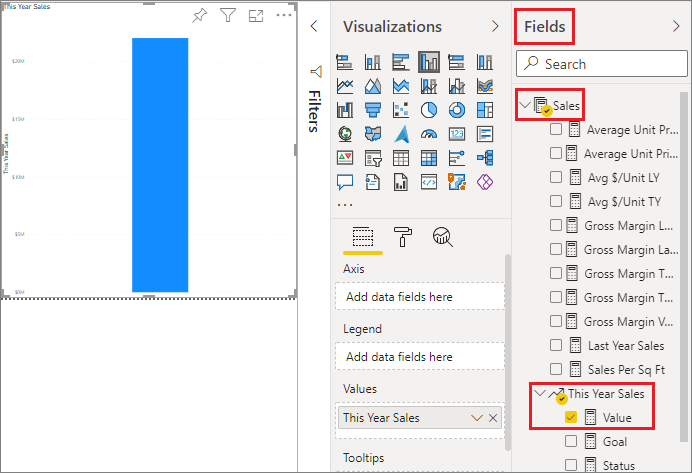 This Year Sales
$20M
$15M
$10M
$5M
$0M
This Year Sales
Filters
Visualizations
Axis
Add data fields here
Legend
Add data fields here
Values
This Year Sales
Tooltips
Fields
Search
Sales
Average Unit Pr...
Average Unit Pri...
Avg $/Unit LY
Avg $/Unit TY
Gross Margin L...
Gross Margin La...
Gross Margin T...
Gross Margin T...
Gross Margin V...
Last Year Sales
Sales Per Sq Ft
This Year Sales
Value
Goal
Status